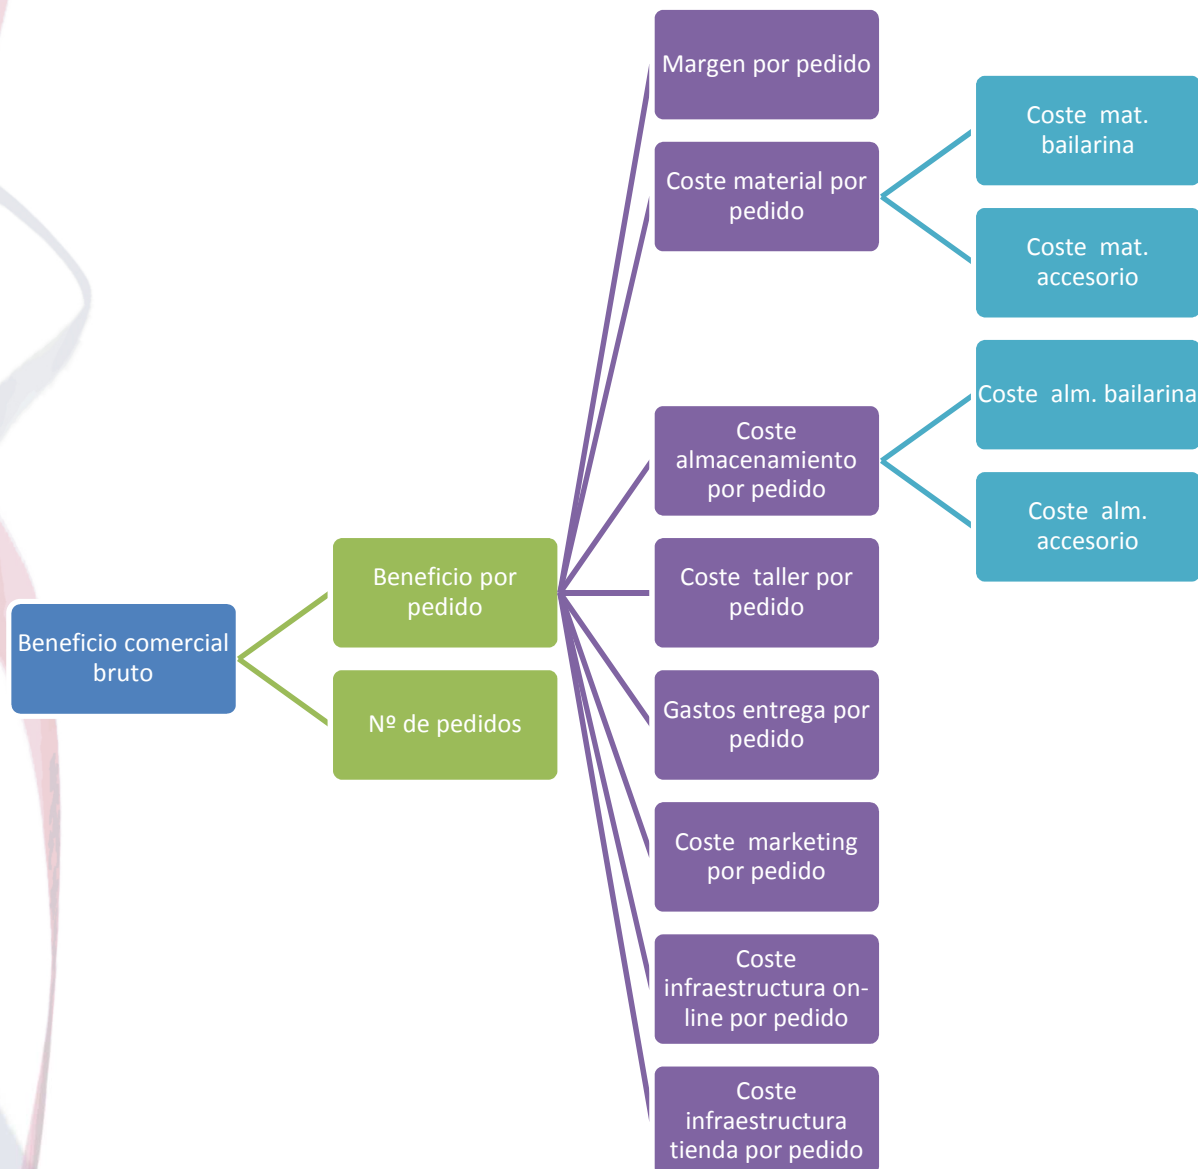 Beneficio comercial
bruto
Beneficio por
pedido
Nº de pedidos
Margen por pedido
Coste material por
pedido
Coste mat.
bailarina
Coste mat.
accesorio
Coste
almacenamiento
por pedido
Coste alm. bailarina
Coste alm.
accesorio
Coste taller por
pedido
Gastos entrega por
pedido
Coste marketing
por pedido
Coste
infraestructura on-
line por pedido
Coste
infraestructura
tienda por pedido